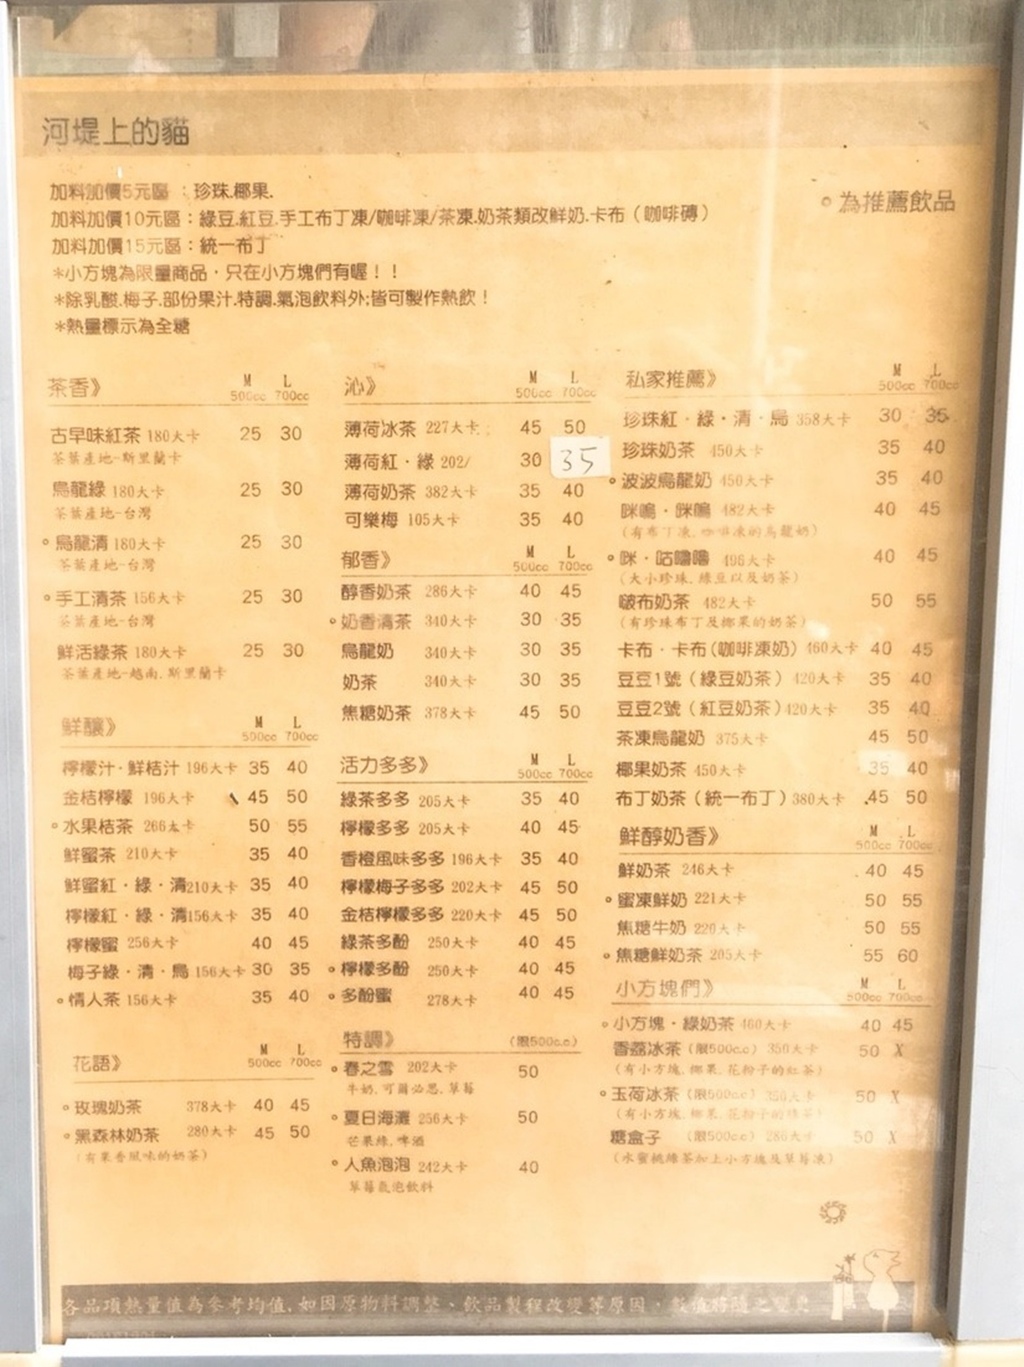 河堤上的貓
加料加價5元區：珍珠.椰果.
加料加價10元區：綠豆.紅豆.手工布丁凍/咖啡凍/茶凍.奶茶類改鮮奶.卡布（咖啡磚）
加料加價15元區：統一布丁
*小方塊為限量商品，只在小方塊們有喔！！
*除乳酸.梅子.部份果汁.特調.氣泡飲料外;皆可製作熱飲！
*熱量標示為全糖
◦為推薦飲品
茶香》 M 500cc L 700cc
古早味紅茶 180大卡 25 30
茶葉產地-斯里蘭卡
烏龍綠 180大卡 25 30
茶葉產地-台灣
◦烏龍清 180大卡 25 30
茶葉產地-台灣
◦手工清茶 156大卡 25 30
茶葉產地-台灣
鮮活綠茶 180大卡 25 30
茶葉產地-越南.斯里蘭卡
鮮釀》 M 500cc L 700cc
檸檬汁·鮮桔汁 196大卡 35 40
金桔檸檬 196大卡 45 50
◦水果桔茶 266大卡 50 55
鮮蜜茶 210大卡 35 40
鮮蜜紅·綠·清210大卡 35 40
檸檬紅·綠·清156大卡 35 40
檸檬蜜 256大卡 40 45
梅子綠·清·烏 156大卡 30 35
◦情人茶 156大卡 35 40
花語》 M 500cc L 700cc
◦玫瑰奶茶 378大卡 40 45
◦黑森林奶茶 280大卡 45 50
（有果香風味的奶茶）
沁》 M 500cc L 700cc
薄荷冰茶 227大卡 45 50
薄荷紅·綠 202/ 30 35
薄荷奶茶 382大卡 35 40
可樂梅 105大卡 35 40
郁香》 M 500cc L 700cc
醇香奶茶 286大卡 40 45
◦奶香清茶 340大卡 30 35
烏龍奶 340大卡 30 35
奶茶 340大卡 30 35
焦糖奶茶 378大卡 45 50
活力多多》 M 500cc L 700cc
綠茶多多 205大卡 35 40
檸檬多多 205大卡 40 45
香橙風味多多 196大卡 35 40
檸檬梅子多多 202大卡 45 50
金桔檸檬多多 220大卡 45 50
綠茶多酚 250大卡 40 45
◦檸檬多酚 250大卡 40 45
◦多酚蜜 278大卡 40 45
特調》 (限500c.c)
◦春之雪 202大卡 50
牛奶.可爾必思.草莓
◦夏日海灘 256大卡 50
芒果綠.啤酒
◦人魚泡泡 242大卡 40
草莓氣泡飲料
私家推薦》 M 500cc L 700cc
珍珠紅·綠·清·烏 358大卡 30 35
珍珠奶茶 450大卡 35 40
◦波波烏龍奶 450大卡 35 40
咪嗚·咪嗚 482大卡 40 45
（有布丁凍.咖啡凍的烏龍奶）
◦咪·咕嚕嚕 496大卡 40 45
（大小珍珠.綠豆以及奶茶）
啵布奶茶 482大卡 50 55
（有珍珠布丁及椰果的奶茶）
卡布·卡布(咖啡凍奶) 460大卡 40 45
豆豆1號（綠豆奶茶）420大卡 35 40
豆豆2號（紅豆奶茶）420大卡 35 40
茶凍烏龍奶 375大卡 45 50
椰果奶茶 450大卡 35 40
布丁奶茶（統一布丁）380大卡 45 50
鮮醇奶香》 M 500cc L 700cc
鮮奶茶 246大卡 40 45
◦蜜凍鮮奶 221大卡 50 55
焦糖牛奶 220大卡 50 55
◦焦糖鮮奶茶 205大卡 55 60
小方塊們》 M 500cc L 700cc
◦小方塊·綠奶茶 460大卡 40 45
香荔冰茶(限500c.c) 350大卡 50 X
（有小方塊.椰果.花粉子的紅茶）
◦玉荷冰茶(限500c.c) 350大卡 50 X
（有小方塊.椰果.花粉子的綠茶）
糖盒子 (限500c.c) 286大卡 50 X
（水蜜桃綠茶加上小方塊及草莓凍）
各品項熱量值為參考均值,如因原物料調整、飲品製程改變等原因、數值將隨之變更